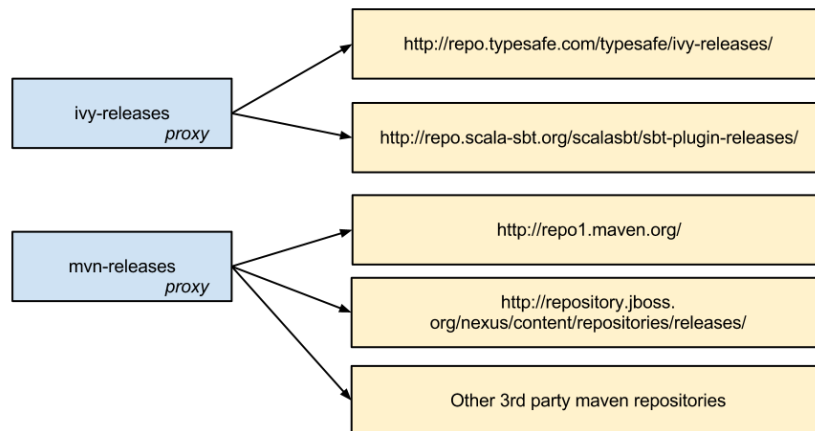 http://repo.typesafe.com/typesafe/ivy-releases/
ivy-releases
proxy
http://repo.scala-sbt.org/scalasbt/sbt-plugin-releases/
http://repo1.maven.org/
mvn-releases
proxy
http://repository.jboss.
org/nexus/content/repositories/releases/
Other 3rd party maven repositories